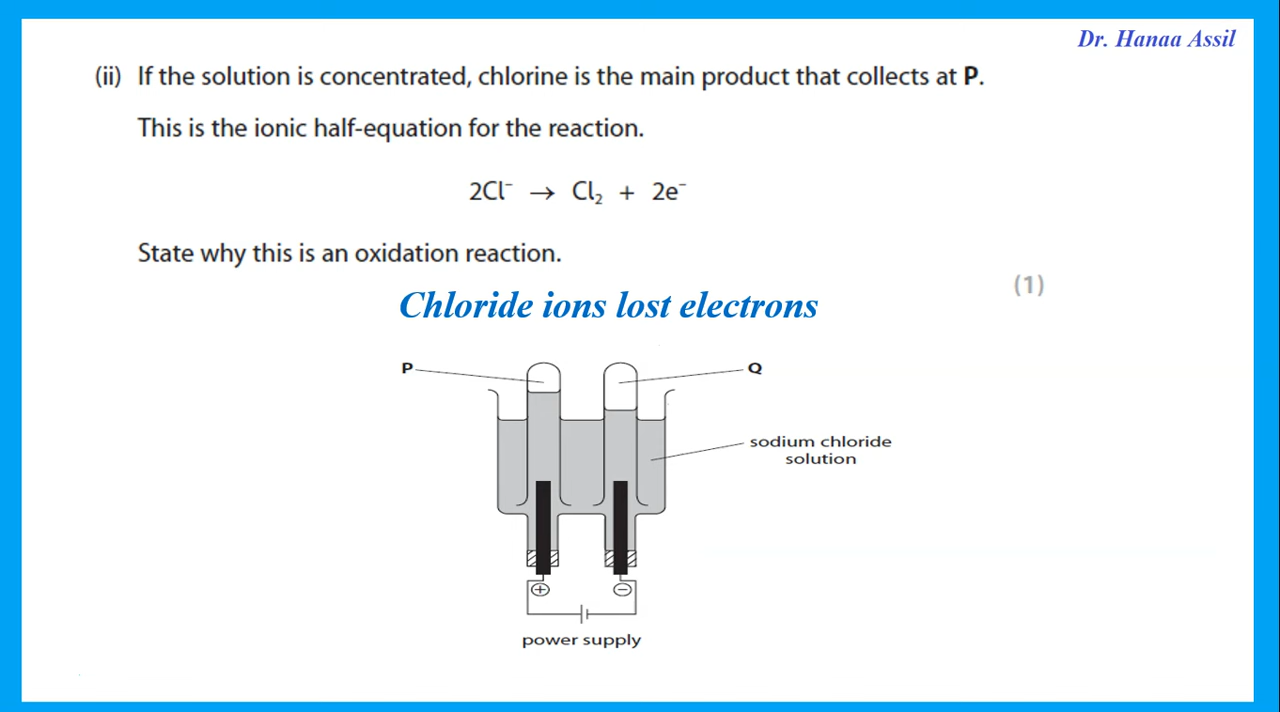 Dr. Hanaa Assil
(ii) If the solution is concentrated, chlorine is the main product that collects at P.
This is the ionic half-equation for the reaction.
2Cl⁻ → Cl₂ + 2e⁻
State why this is an oxidation reaction.
(1)
Chloride ions lost electrons
P
Q
sodium chloride
solution
+
−
power supply